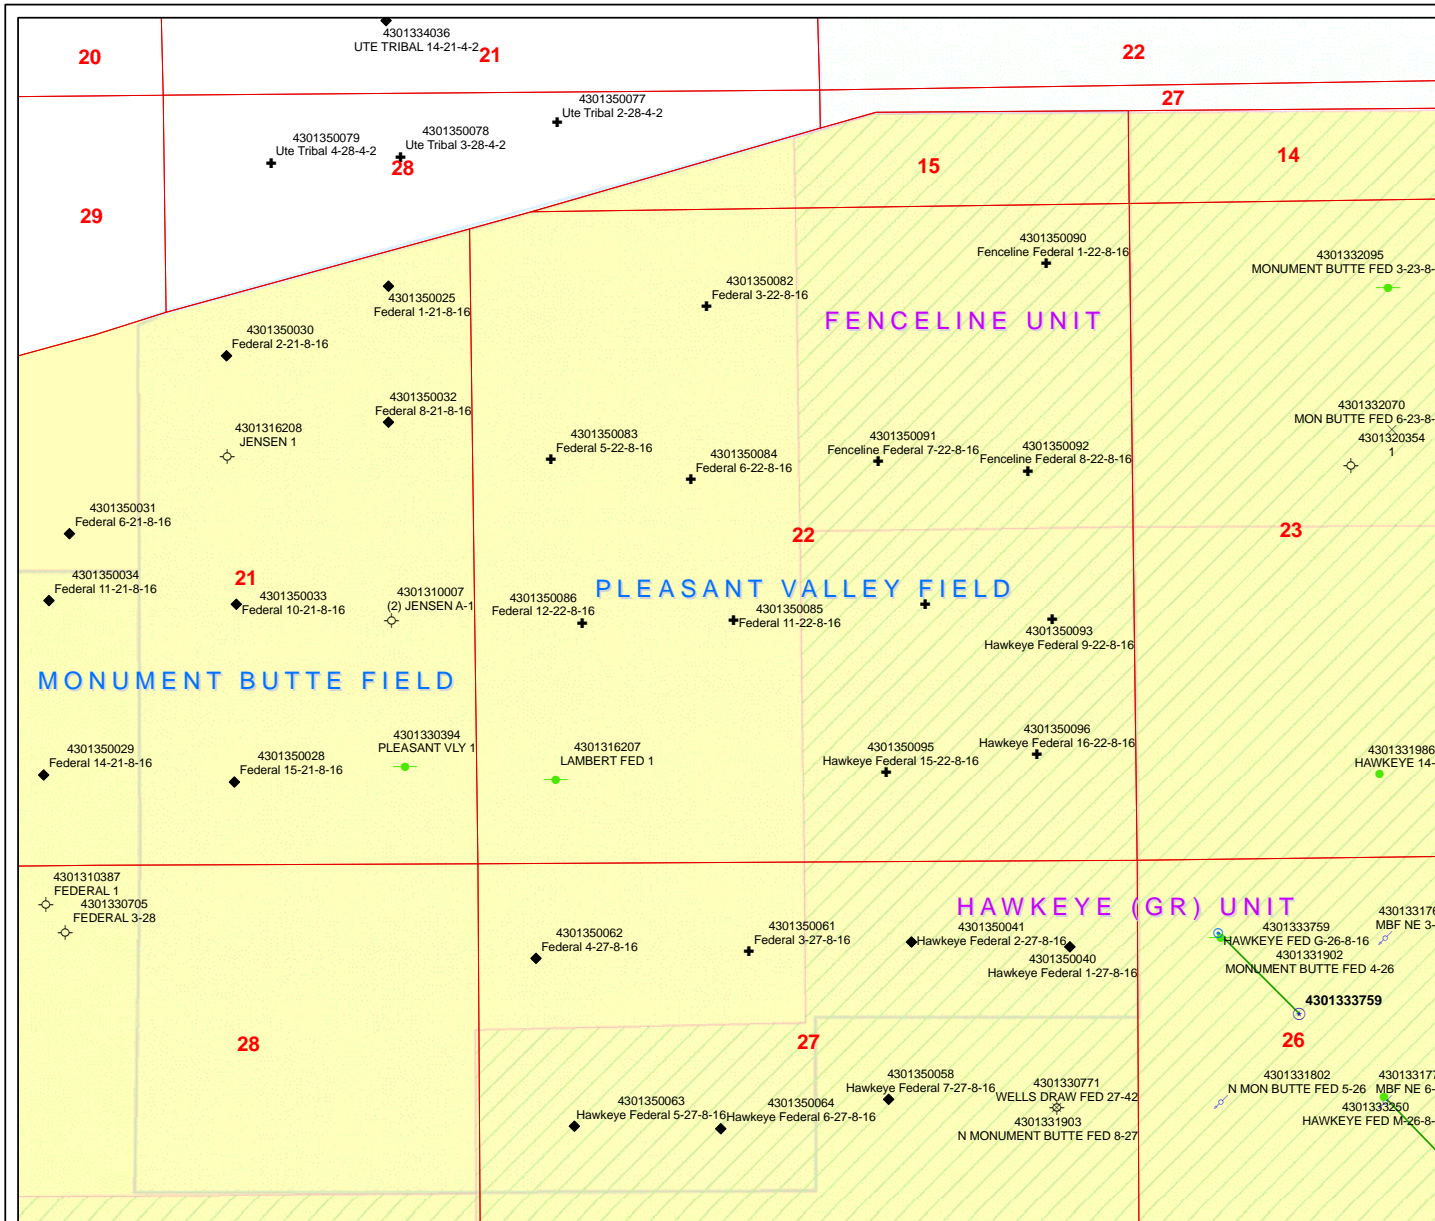 4301334036
UTE TRIBAL 14-21-4-2
20
21
22
27
4301350077
Ute Tribal 2-28-4-2
4301350079
Ute Tribal 4-28-4-2
4301350078
Ute Tribal 3-28-4-2
28
15
14
29
4301350090
Fenceline Federal 1-22-8-16
4301332095
MONUMENT BUTTE FED 3-23-8-
4301350025
Federal 1-21-8-16
4301350082
Federal 3-22-8-16
FENCELINE UNIT
4301350030
Federal 2-21-8-16
4301350032
Federal 8-21-8-16
4301316208
JENSEN 1
4301350083
Federal 5-22-8-16
4301350084
Federal 6-22-8-16
4301350091
Fenceline Federal 7-22-8-16
4301350092
Fenceline Federal 8-22-8-16
4301332070
MON BUTTE FED 6-23-8-
4301320354
1
4301350031
Federal 6-21-8-16
22
23
4301350034
Federal 11-21-8-16
21
4301350033
Federal 10-21-8-16
4301310007
(2) JENSEN A-1
4301350086
Federal 12-22-8-16
PLEASANT VALLEY FIELD
4301350085
Federal 11-22-8-16
4301350093
Hawkeye Federal 9-22-8-16
MONUMENT BUTTE FIELD
4301350029
Federal 14-21-8-16
4301350028
Federal 15-21-8-16
4301330394
PLEASANT VLY 1
4301316207
LAMBERT FED 1
4301350095
Hawkeye Federal 15-22-8-16
4301350096
Hawkeye Federal 16-22-8-16
4301331986
HAWKEYE 14-
4301310387
FEDERAL 1
4301330705
FEDERAL 3-28
HAWKEYE (GR) UNIT
4301350062
Federal 4-27-8-16
4301350061
Federal 3-27-8-16
4301350041
Hawkeye Federal 2-27-8-16
4301350040
Hawkeye Federal 1-27-8-16
4301333759
HAWKEYE FED G-26-8-16
4301331902
MONUMENT BUTTE FED 4-26
430133176
MBF NE 3-
4301333759
28
27
26
4301350063
Hawkeye Federal 5-27-8-16
4301350064
Hawkeye Federal 6-27-8-16
4301350058
Hawkeye Federal 7-27-8-16
4301330771
WELLS DRAW FED 27-42
4301331903
N MONUMENT BUTTE FED 8-27
4301331802
N MON BUTTE FED 5-26
430133177
MBF NE 6-
4301333250
HAWKEYE FED M-26-8-